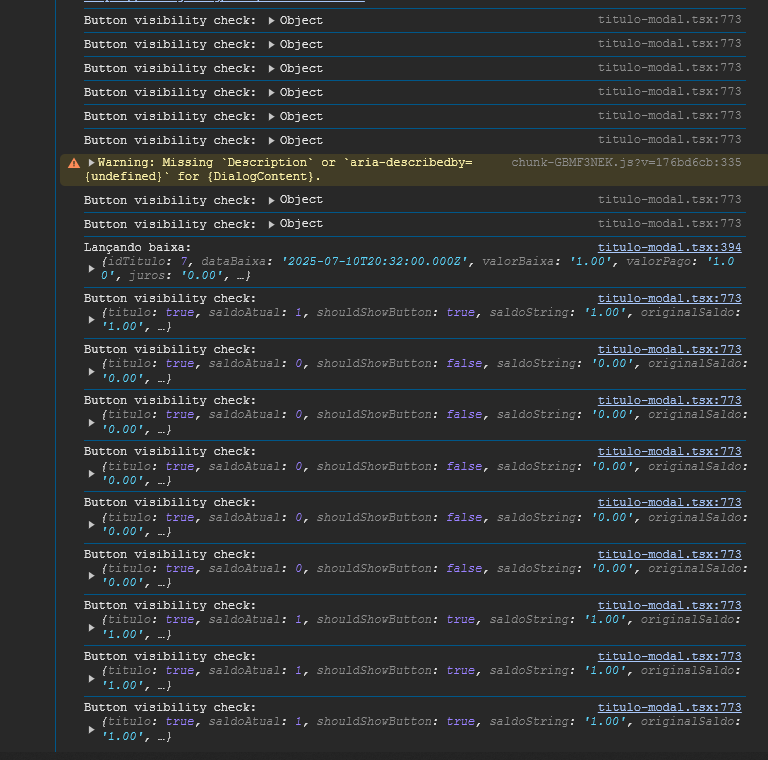 Button visibility check: ▶ Object titulo-modal.tsx:773
Button visibility check: ▶ Object titulo-modal.tsx:773
Button visibility check: ▶ Object titulo-modal.tsx:773
Button visibility check: ▶ Object titulo-modal.tsx:773
Button visibility check: ▶ Object titulo-modal.tsx:773
Button visibility check: ▶ Object titulo-modal.tsx:773
▶Warning: Missing `Description` or `aria-describedby= chunk-GBMF3NEK.js?v=176bd6cb:335
{undefined}` for {DialogContent}.
Button visibility check: ▶ Object titulo-modal.tsx:773
Button visibility check: ▶ Object titulo-modal.tsx:773
Lançando baixa: titulo-modal.tsx:394
{idTitulo: 7, dataBaixa: '2025-07-10T20:32:00.000Z', valorBaixa: '1.00', valorPago: '1.0
0', juros: '0.00', …}
Button visibility check: titulo-modal.tsx:773
{titulo: true, saldoAtual: 1, shouldShowButton: true, saldoString: '1.00', originalSaldo:
'1.00', …}
Button visibility check: titulo-modal.tsx:773
{titulo: true, saldoAtual: 0, shouldShowButton: false, saldoString: '0.00', originalSaldo:
'0.00', …}
Button visibility check: titulo-modal.tsx:773
{titulo: true, saldoAtual: 0, shouldShowButton: false, saldoString: '0.00', originalSaldo:
'0.00', …}
Button visibility check: titulo-modal.tsx:773
{titulo: true, saldoAtual: 0, shouldShowButton: false, saldoString: '0.00', originalSaldo:
'0.00', …}
Button visibility check: titulo-modal.tsx:773
{titulo: true, saldoAtual: 0, shouldShowButton: false, saldoString: '0.00', originalSaldo:
'0.00', …}
Button visibility check: titulo-modal.tsx:773
{titulo: true, saldoAtual: 0, shouldShowButton: false, saldoString: '0.00', originalSaldo:
'0.00', …}
Button visibility check: titulo-modal.tsx:773
{titulo: true, saldoAtual: 1, shouldShowButton: true, saldoString: '1.00', originalSaldo:
'1.00', …}
Button visibility check: titulo-modal.tsx:773
{titulo: true, saldoAtual: 1, shouldShowButton: true, saldoString: '1.00', originalSaldo:
'1.00', …}
Button visibility check: titulo-modal.tsx:773
{titulo: true, saldoAtual: 1, shouldShowButton: true, saldoString: '1.00', originalSaldo:
'1.00', …}